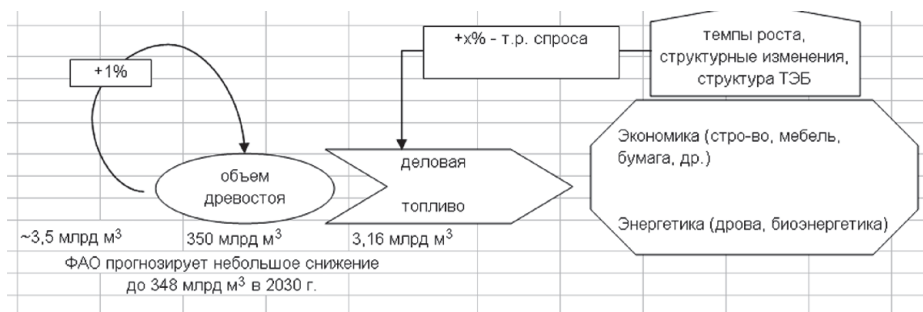 +x% - т.р. спроса
темпы роста,
структурные изменения,
структура ТЭБ
+1%
объем
древостоя
деловая
топливо
Экономика (стро-во, мебель,
бумага, др.)
Энергетика (дрова, биоэнергетика)
~3,5 млрд м³
350 млрд м³
3,16 млрд м³
ФАО прогнозирует небольшое снижение
до 348 млрд м³ в 2030 г.